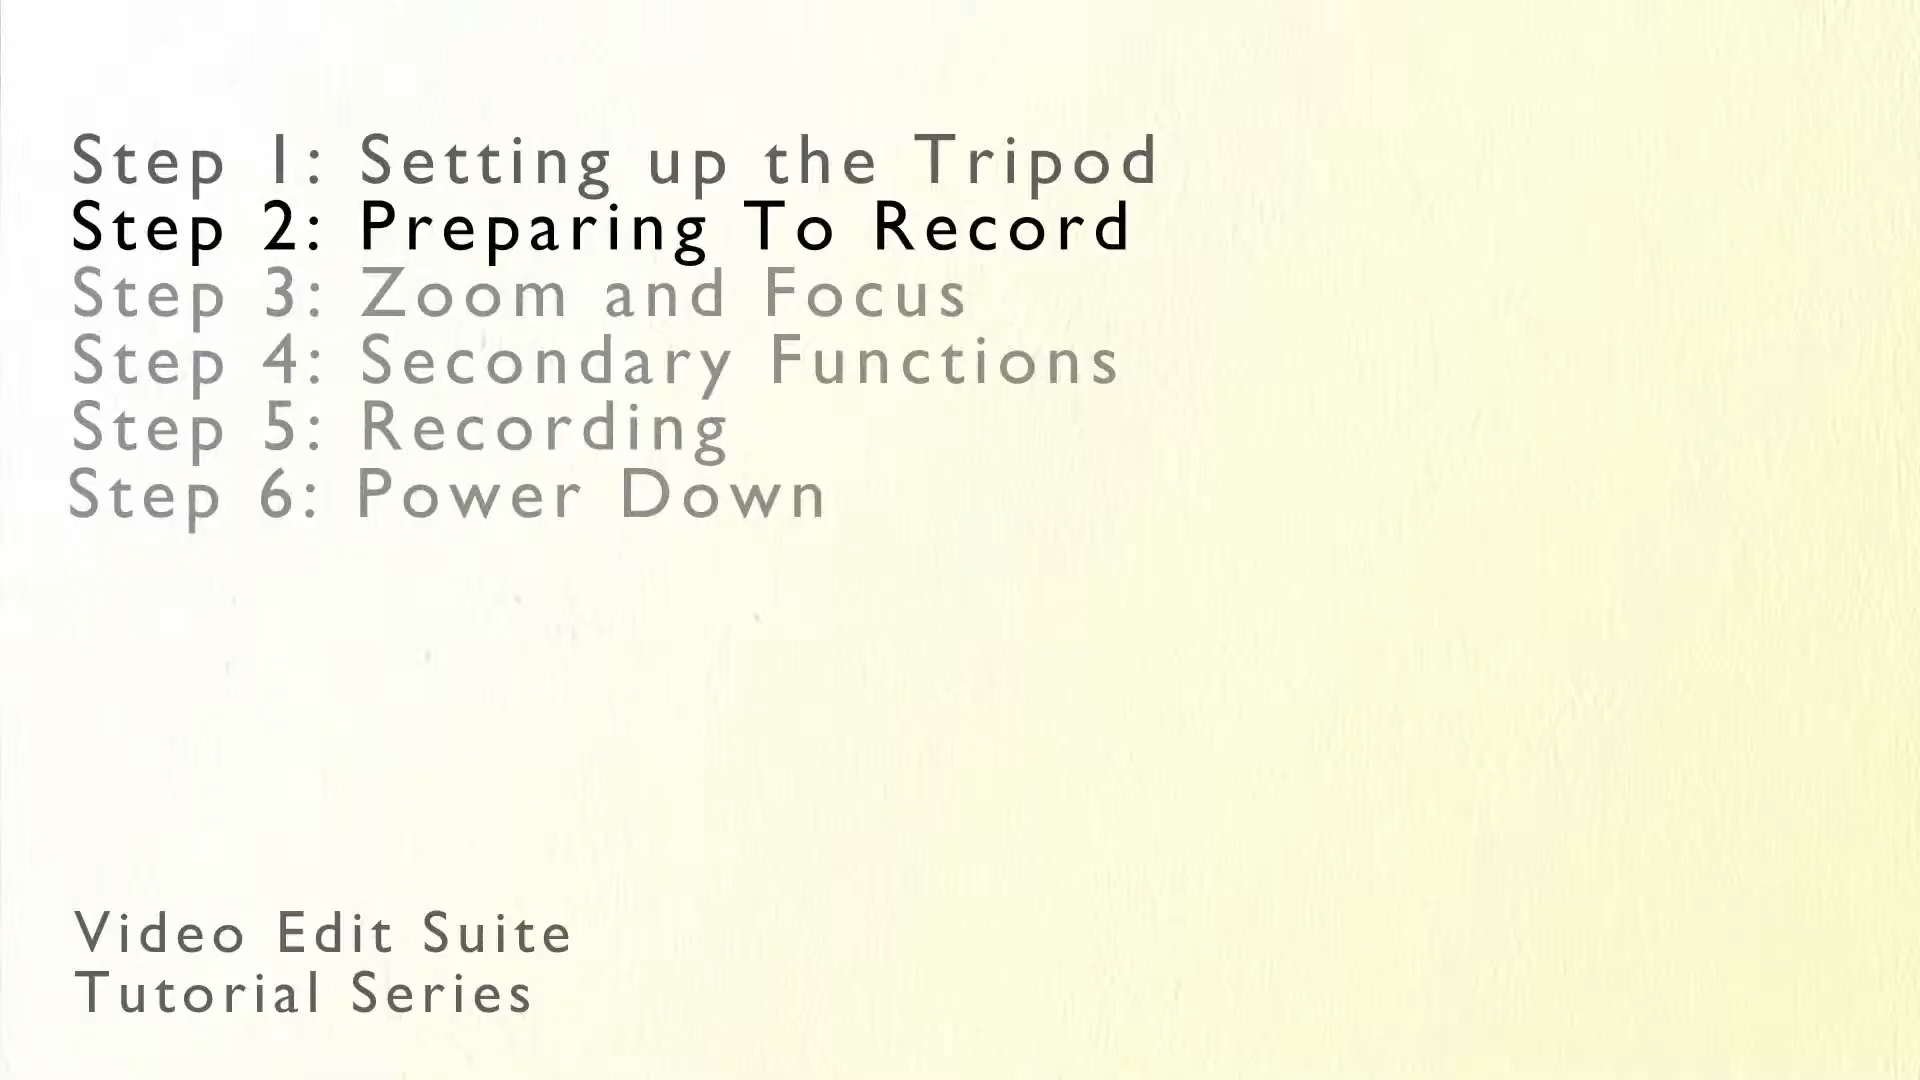 Step 1: Setting up the Tripod
Step 2: Preparing To Record
Step 3: Zoom and Focus
Step 4: Secondary Functions
Step 5: Recording
Step 6: Power Down
Video Edit Suite
Tutorial Series